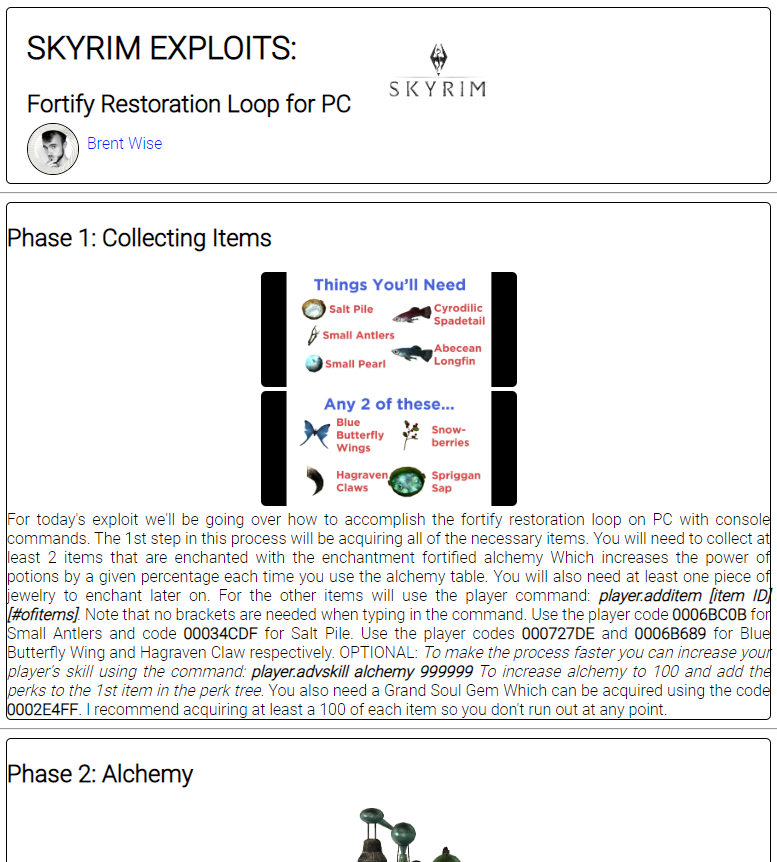 SKYRIM EXPLOITS:
SKYRIM
Fortify Restoration Loop for PC
Brent Wise
Phase 1: Collecting Items
Things You'll Need
Salt Pile
Cyrodilic
Spadetail
Small Antlers
Abecean
Longfin
Small Pearl
Any 2 of these...
Blue
Butterfly
Wings
Snow-
berries
Hagraven
Claws
Spriggan
Sap
For today's exploit we'll be going over how to accomplish the fortify restoration loop on PC with console
commands. The 1st step in this process will be acquiring all of the necessary items. You will need to collect at
least 2 items that are enchanted with the enchantment fortified alchemy Which increases the power of
potions by a given percentage each time you use the alchemy table. You will also need at least one piece of
jewelry to enchant later on. For the other items will use the player command: player.additem [item ID]
[#ofitems]. Note that no brackets are needed when typing in the command. Use the player code 0006BC0B for
Small Antlers and code 00034CDF for Salt Pile. Use the player codes 000727DE and 0006B689 for Blue
Butterfly Wing and Hagraven Claw respectively. OPTIONAL: To make the process faster you can increase your
player's skill using the command: player.advskill alchemy 999999 To increase alchemy to 100 and add the
perks to the 1st item in the perk tree. You also need a Grand Soul Gem Which can be acquired using the code
0002E4FF. I recommend acquiring at least a 100 of each item so you don't run out at any point.
Phase 2: Alchemy